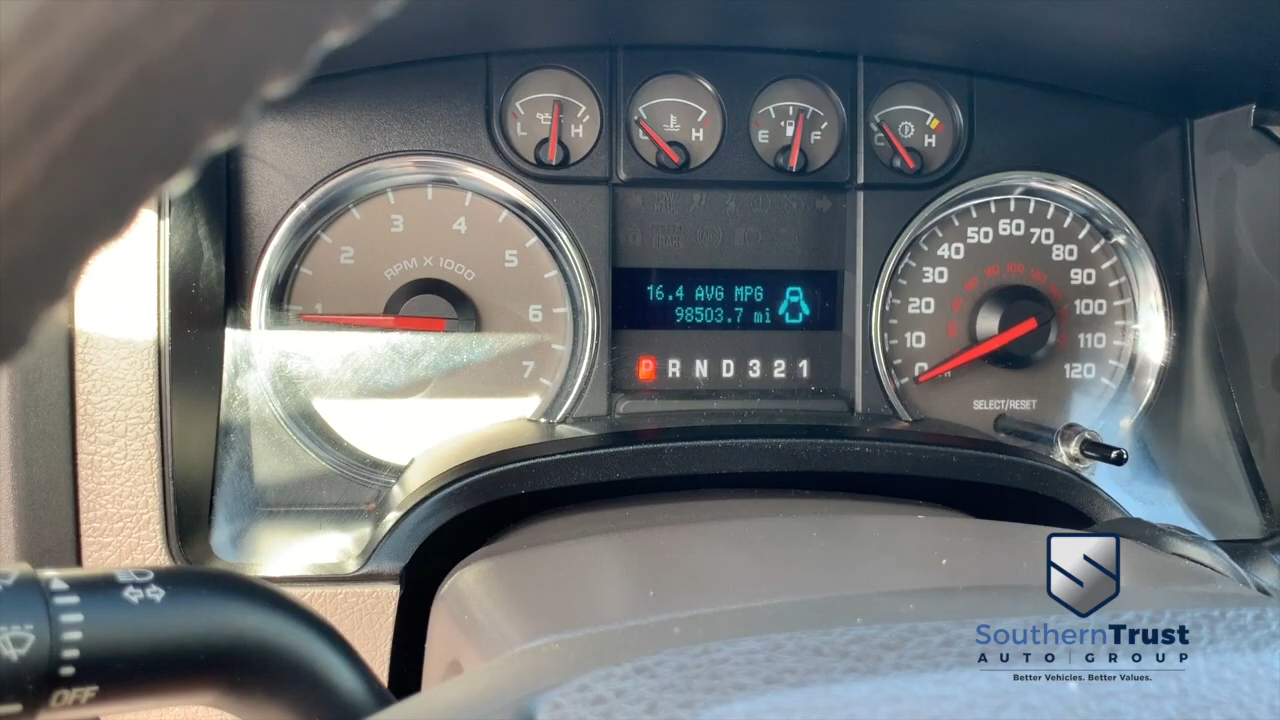 L H
C H
E F
C H
1 2 3 4 5 6 7
RPM X 1000
16.4 AVG MPG
98503.7 mi
P R N D 3 2 1
0 10 20 30 40 50 60 70 80 90 100 110 120
SELECT/RESET
OFF
S
SouthernTrust
AUTO | GROUP
Better Vehicles. Better Values.